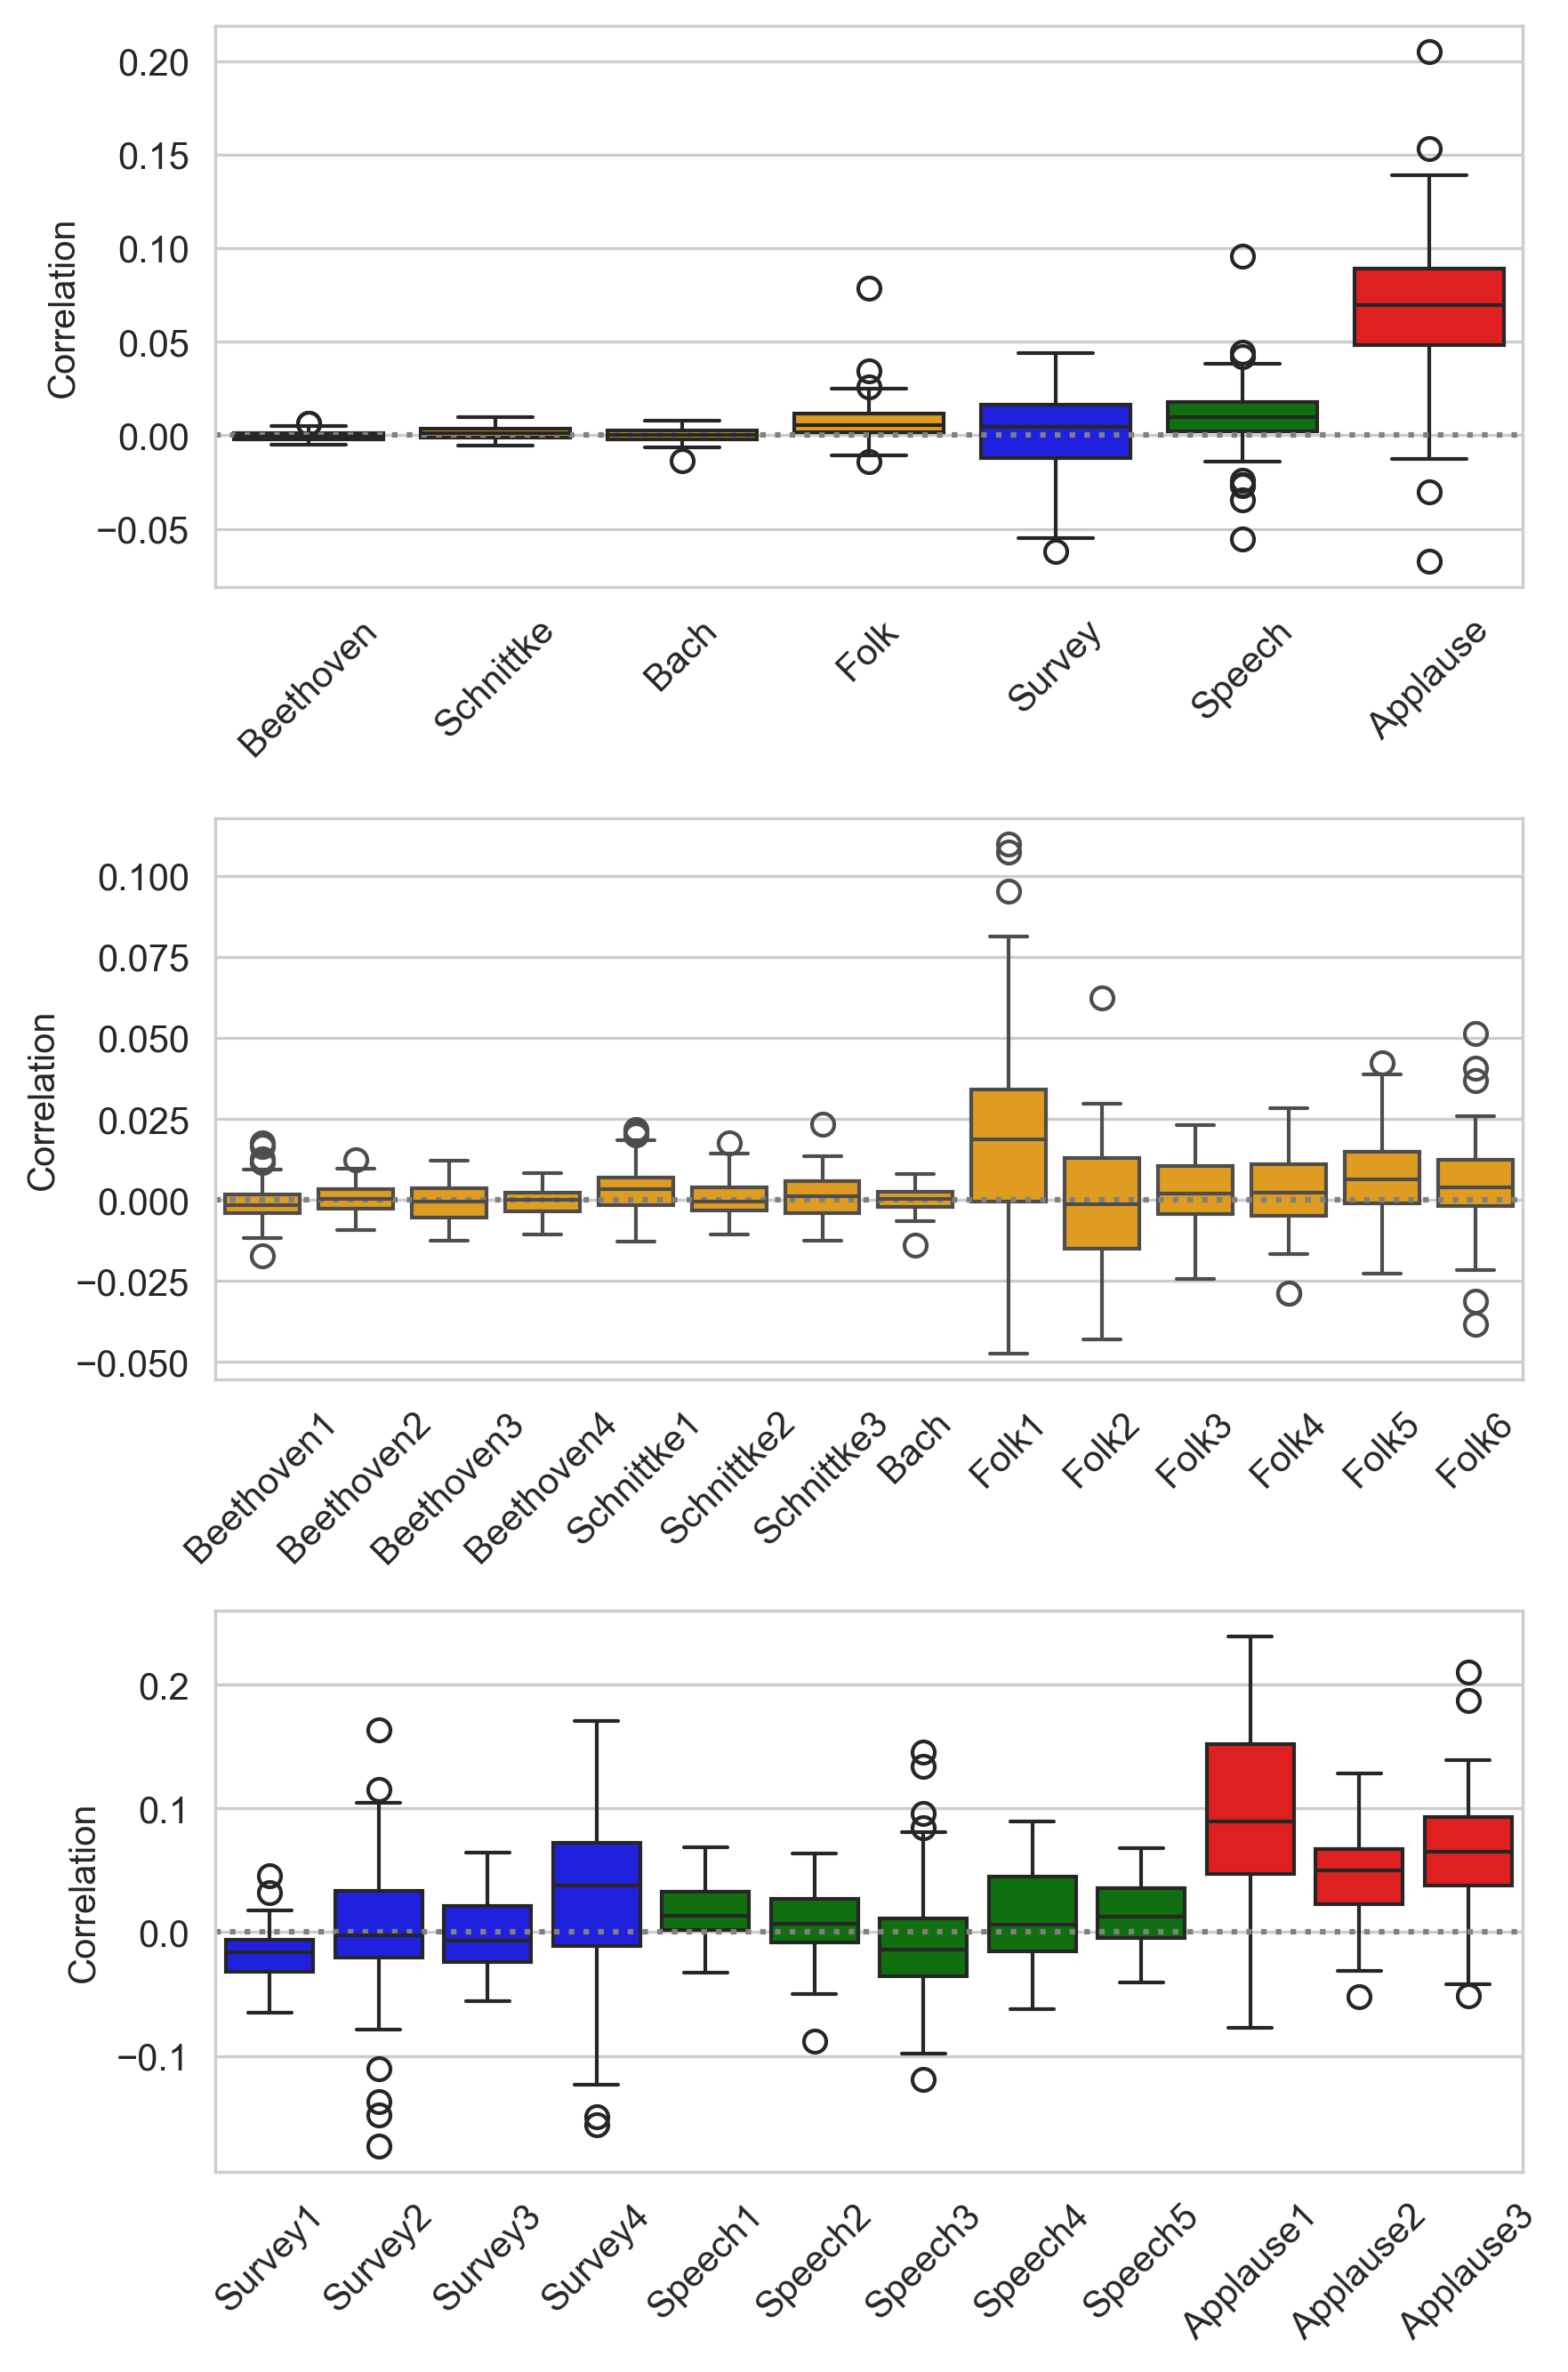 0.20
0.15
0.10
0.05
0.00
−0.05
Correlation
Beethoven
Schnittke
Bach
Folk
Survey
Speech
Applause
0.100
0.075
0.050
0.025
0.000
−0.025
−0.050
Correlation
Beethoven1
Beethoven2
Beethoven3
Beethoven4
Schnittke1
Schnittke2
Schnittke3
Bach
Folk1
Folk2
Folk3
Folk4
Folk5
Folk6
0.2
0.1
0.0
−0.1
Correlation
Survey1
Survey2
Survey3
Survey4
Speech1
Speech2
Speech3
Speech4
Speech5
Applause1
Applause2
Applause3